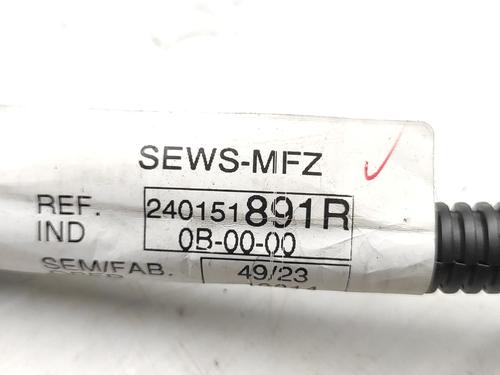 SEWS-MFZ
REF. 240151891R
IND 0B-00-00
SEM/FAB. 49/23